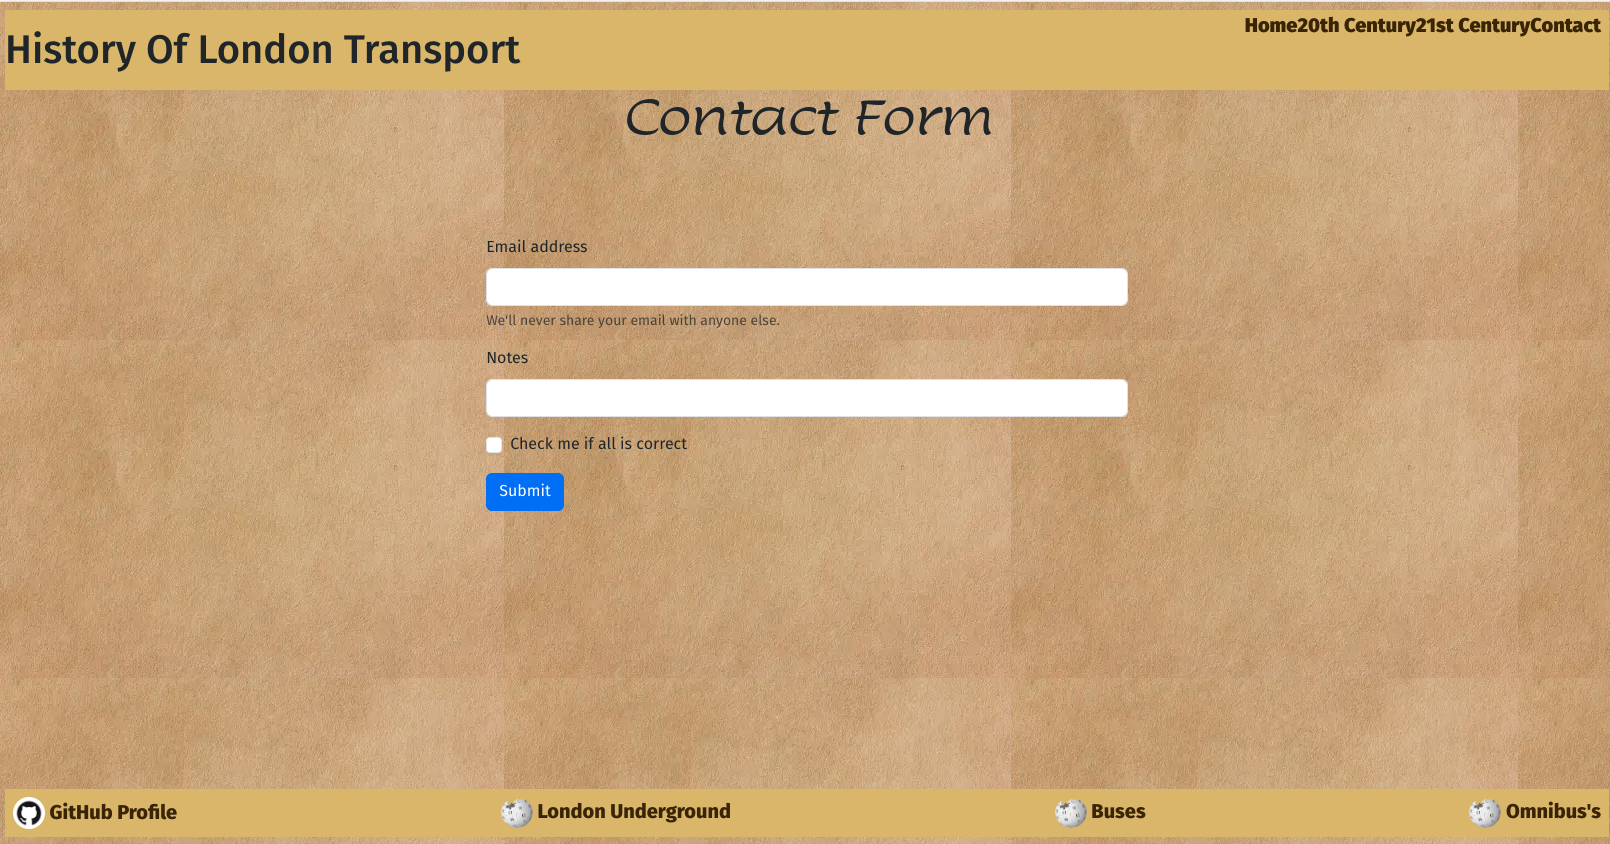 History Of London Transport
Home20th Century21st CenturyContact
Contact Form
Email address
We'll never share your email with anyone else.
Notes
Check me if all is correct
Submit
GitHub Profile London Underground Buses Omnibus's